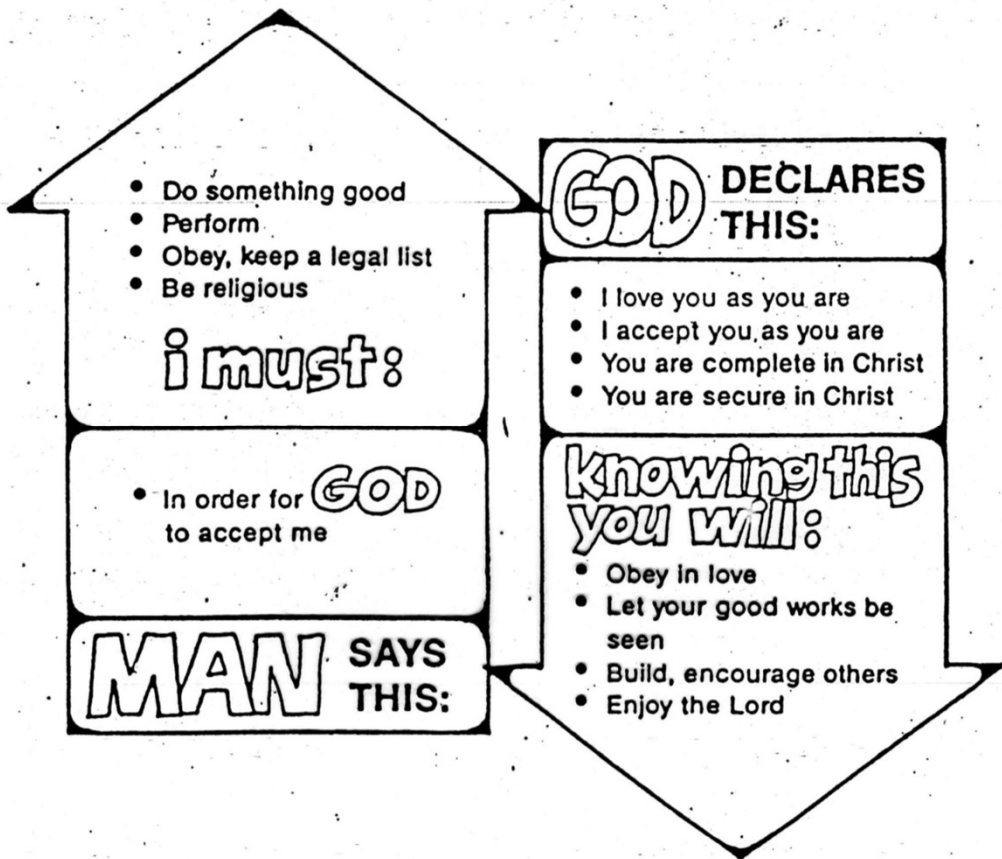 • Do something good
• Perform
• Obey, keep a legal list
• Be religious
i must:
• In order for GOD
to accept me
MAN SAYS
THIS:
GOD DECLARES
THIS:
• I love you as you are
• I accept you as you are
• You are complete in Christ
• You are secure in Christ
knowing this
you will:
• Obey in love
• Let your good works be
seen
• Build, encourage others
• Enjoy the Lord